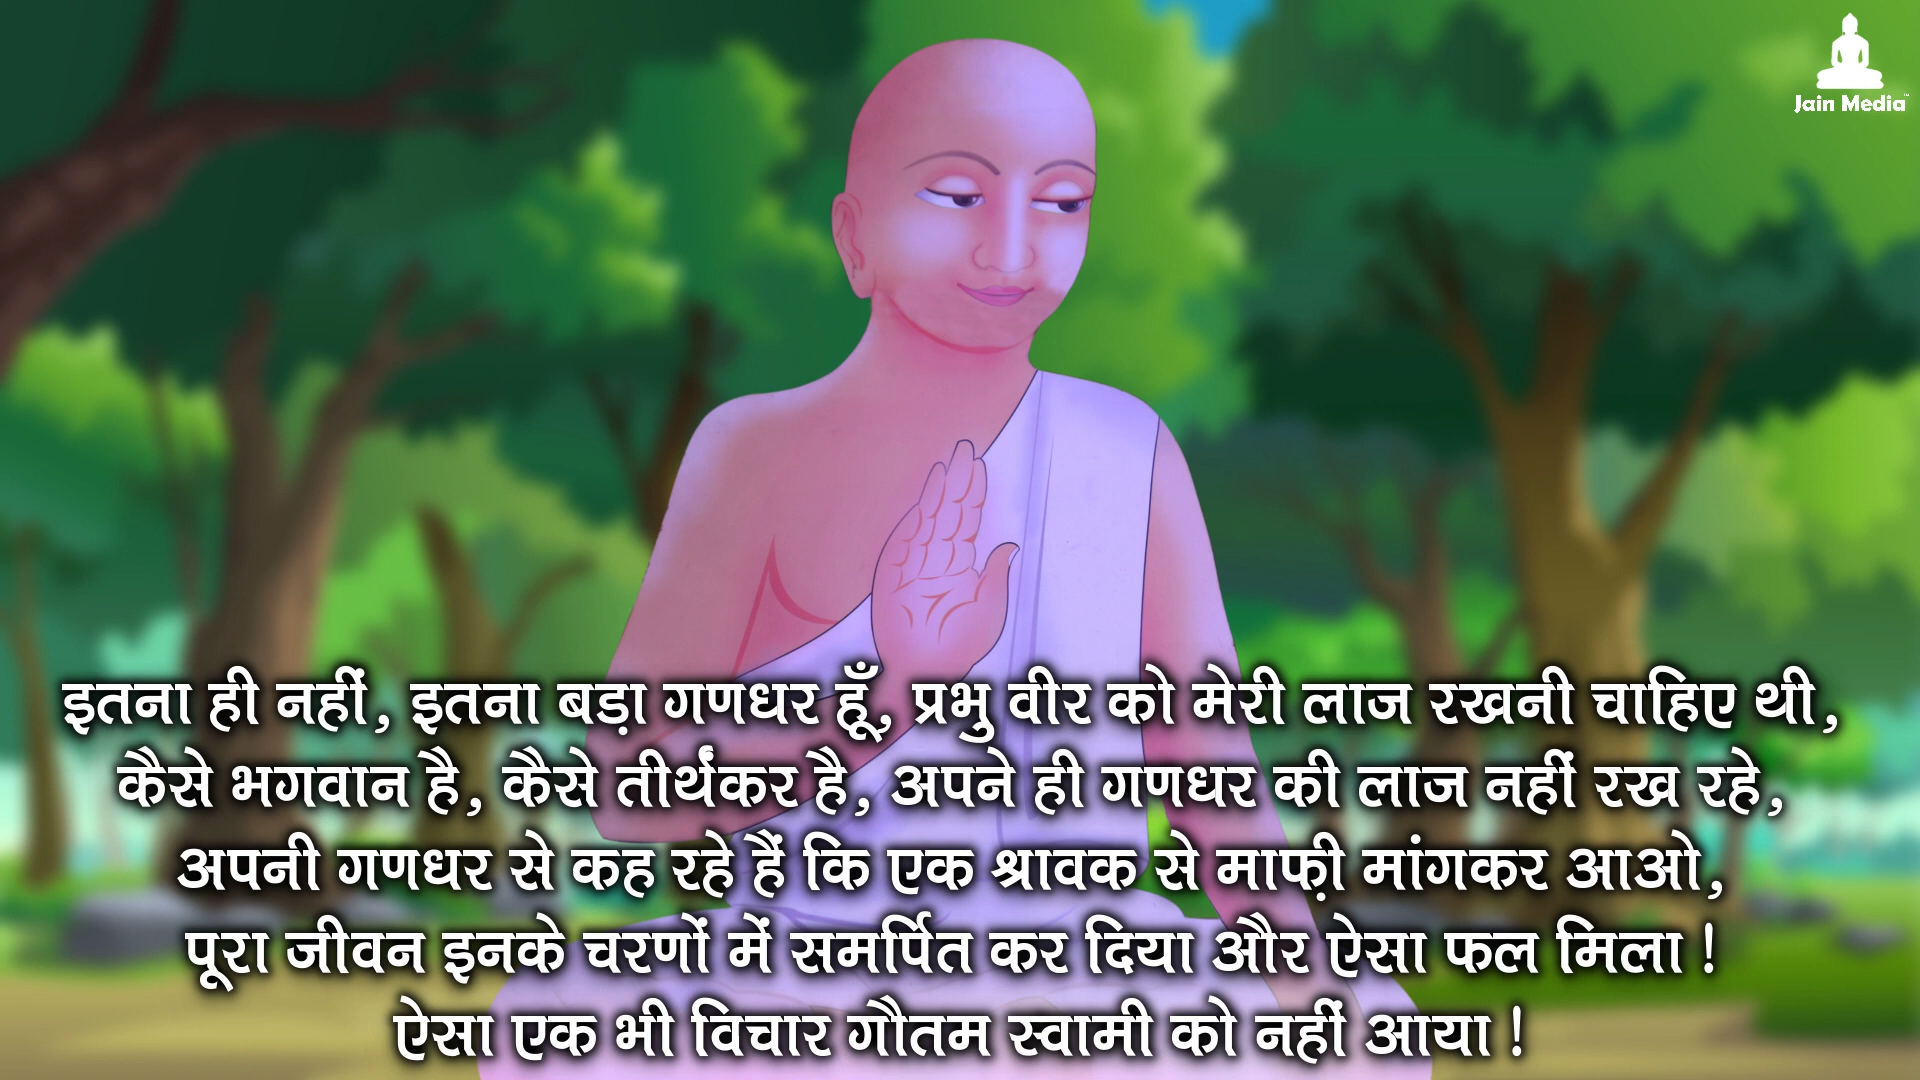 Jain Media™
इतना ही नहीं, इतना बड़ा गणधर हूँ, प्रभु वीर को मेरी लाज रखनी चाहिए थी,
कैसे भगवान है, कैसे तीर्थंकर है, अपने ही गणधर की लाज नहीं रख रहे,
अपनी गणधर से कह रहे हैं कि एक श्रावक से माफ़ी मांगकर आओ,
पूरा जीवन इनके चरणों में समर्पित कर दिया और ऐसा फल मिला !
ऐसा एक भी विचार गौतम स्वामी को नहीं आया !